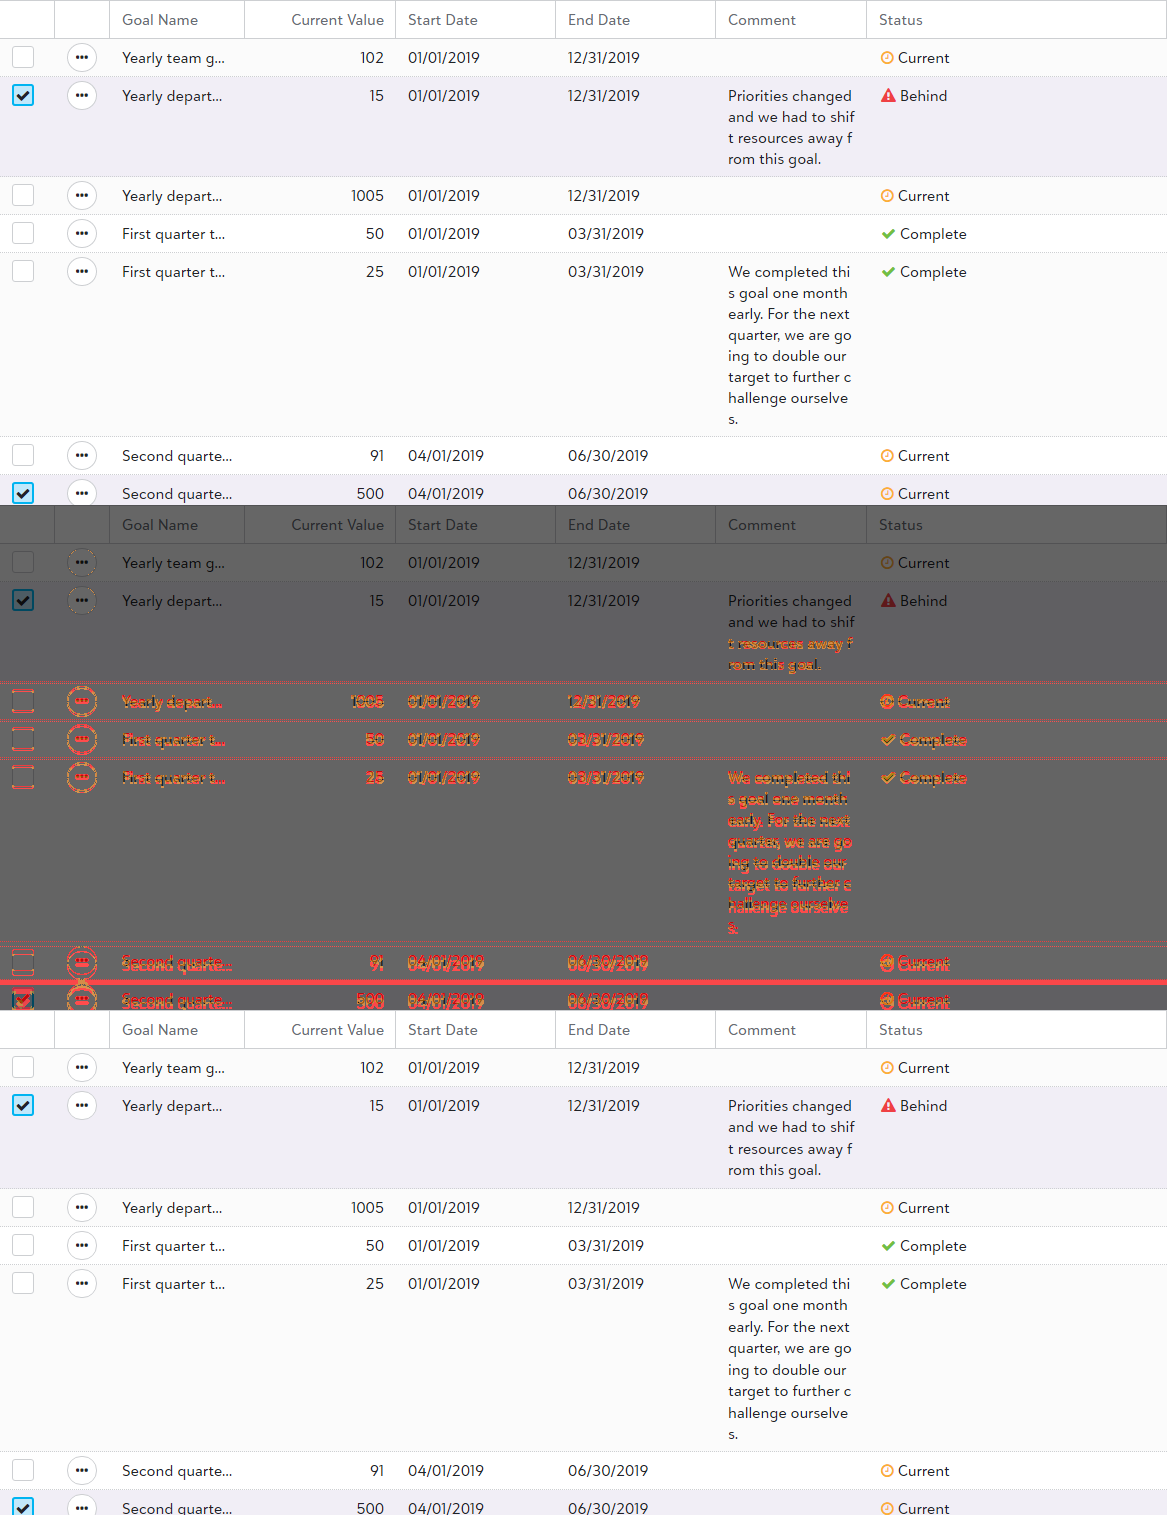 Goal Name Current Value Start Date End Date Comment Status
Yearly team g... 102 01/01/2019 12/31/2019 Current
Yearly depart... 15 01/01/2019 12/31/2019 Priorities changed Behind
and we had to shif
t resources away f
rom this goal.
Yearly depart... 1005 01/01/2019 12/31/2019 Current
First quarter t... 50 01/01/2019 03/31/2019 Complete
First quarter t... 25 01/01/2019 03/31/2019 We completed thi Complete
s goal one month
early. For the next
quarter, we are go
ing to double our
target to further c
hallenge ourselve
s.
Second quarte... 91 04/01/2019 06/30/2019 Current
Second quarte... 500 04/01/2019 06/30/2019 Current
Goal Name Current Value Start Date End Date Comment Status
Yearly team g... 102 01/01/2019 12/31/2019 Current
Yearly depart... 15 01/01/2019 12/31/2019 Priorities changed Behind
and we had to shif
t resources away f
rom this goal.
Yearly depart... 1005 01/01/2019 12/31/2019 Current
First quarter t... 50 01/01/2019 03/31/2019 Complete
First quarter t... 25 01/01/2019 03/31/2019 We completed thi Complete
s goal one month
early. For the next
quarter, we are go
ing to double our
target to further c
hallenge ourselve
s.
Second quarte... 91 04/01/2019 06/30/2019 Current
Second quarte... 500 04/01/2019 06/30/2019 Current
Goal Name Current Value Start Date End Date Comment Status
Yearly team g... 102 01/01/2019 12/31/2019 Current
Yearly depart... 15 01/01/2019 12/31/2019 Priorities changed Behind
and we had to shif
t resources away f
rom this goal.
Yearly depart... 1005 01/01/2019 12/31/2019 Current
First quarter t... 50 01/01/2019 03/31/2019 Complete
First quarter t... 25 01/01/2019 03/31/2019 We completed thi Complete
s goal one month
early. For the next
quarter, we are go
ing to double our
target to further c
hallenge ourselve
s.
Second quarte... 91 04/01/2019 06/30/2019 Current
Second quarte... 500 04/01/2019 06/30/2019 Current